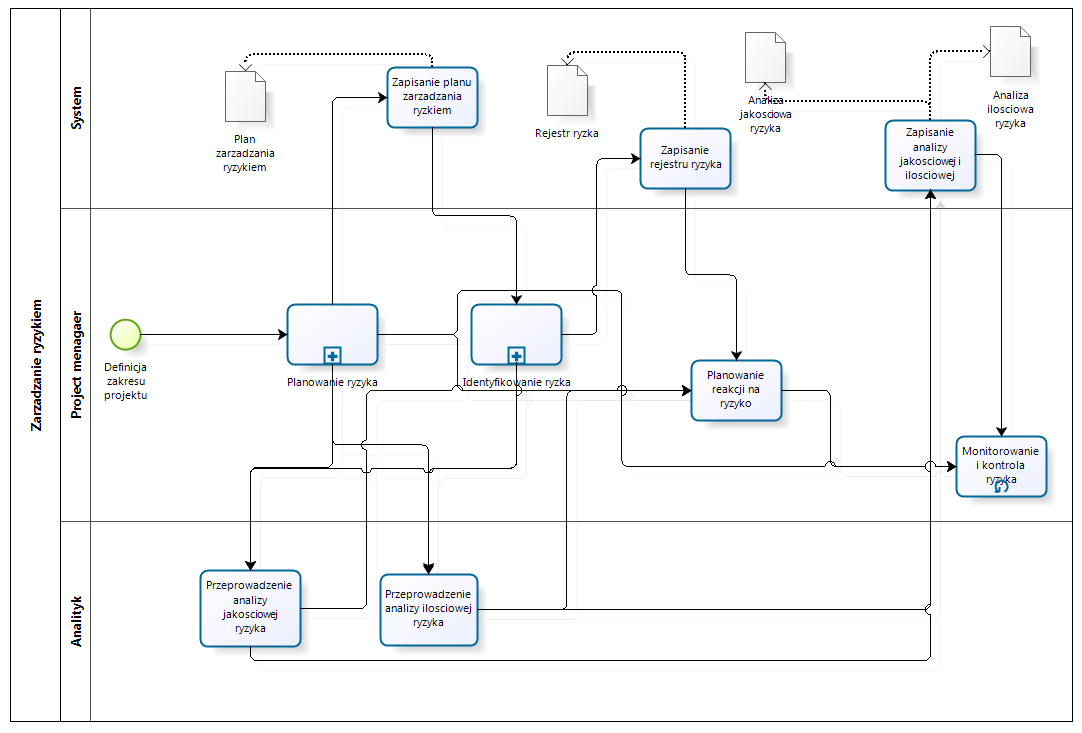 Zarzadzanie ryzykiem
System
Zapisanie planu
zarzadzania
ryzkiem
Plan
zarzadzania
ryzykiem
Rejestr ryzka
Zapisanie
rejestru ryzyka
Analiza
jakosciowa
ryzyka
Analiza
ilosciowa
ryzyka
Zapisanie
analizy
jakosciowej i
ilosciowej
Project menagaer
Definicja
zakresu
projektu
Planowanie ryzyka
Identyfikowanie ryzka
Planowanie
reakcji na
ryzyko
Monitorowanie
i kontrola
ryzyka
Analityk
Przeprowadzenie
analizy
jakosciowej
ryzyka
Przeprowadzenie
analizy ilosciowej
ryzyka